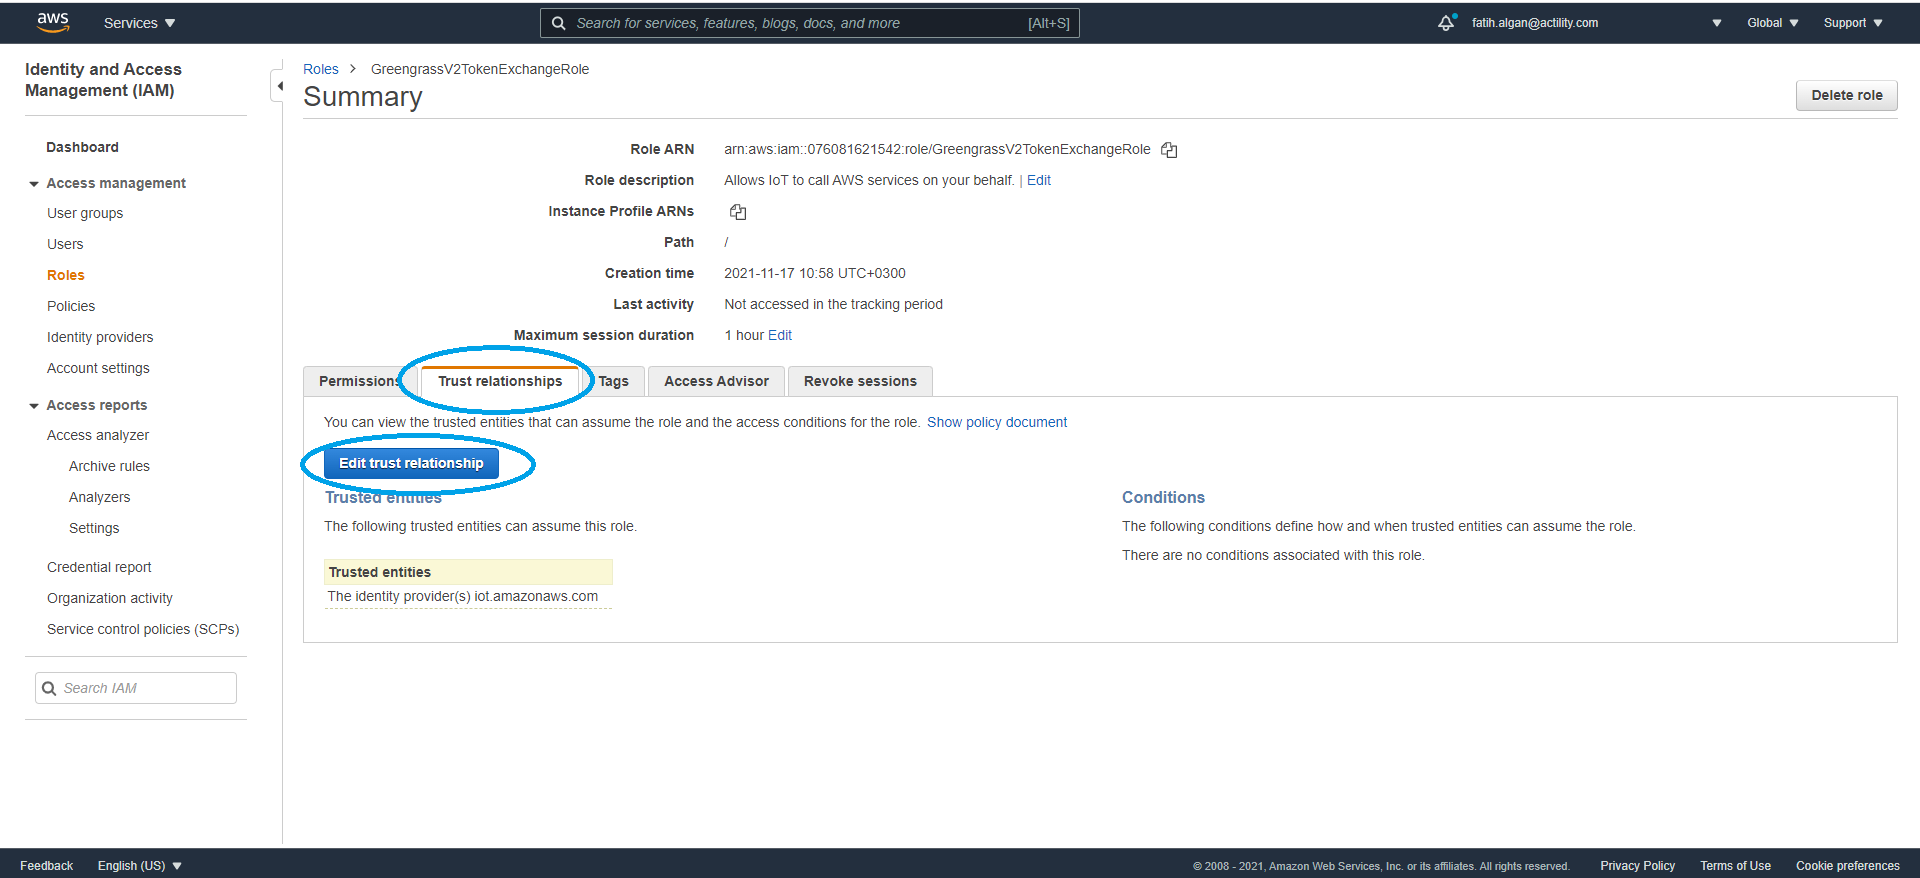 aws
Services
Search for services, features, blogs, docs, and more
[Alt+S]
fatih.algan@actility.com
Global
Support
Identity and Access
Management (IAM)
Dashboard
Access management
User groups
Users
Roles
Policies
Identity providers
Account settings
Access reports
Access analyzer
Archive rules
Analyzers
Settings
Credential report
Organization activity
Service control policies (SCPs)
Search IAM
Roles > GreengrassV2TokenExchangeRole
Summary
Delete role
Role ARN arn:aws:iam::076081621542:role/GreengrassV2TokenExchangeRole
Role description Allows IoT to call AWS services on your behalf. | Edit
Instance Profile ARNs
Path /
Creation time 2021-11-17 10:58 UTC+0300
Last activity Not accessed in the tracking period
Maximum session duration 1 hour Edit
Permissions Trust relationships Tags Access Advisor Revoke sessions
You can view the trusted entities that can assume the role and the access conditions for the role. Show policy document
Edit trust relationship
Trusted entities
The following trusted entities can assume this role.
Trusted entities
The identity provider(s) iot.amazonaws.com
Conditions
The following conditions define how and when trusted entities can assume the role.
There are no conditions associated with this role.
Feedback English (US)
© 2008 - 2021, Amazon Web Services, Inc. or its affiliates. All rights reserved. Privacy Policy Terms of Use Cookie preferences